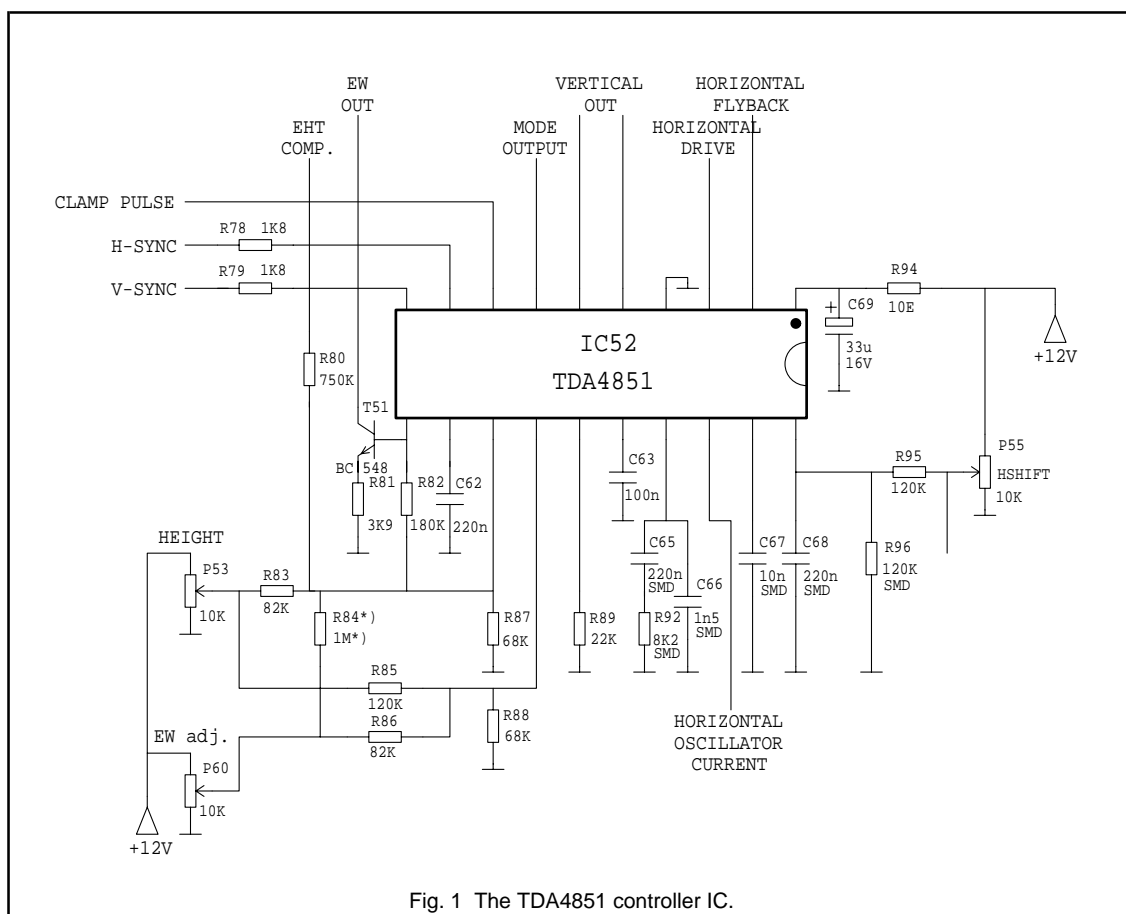 EW
OUT
EHT
COMP.
MODE
OUTPUT
VERTICAL
OUT
HORIZONTAL
FLYBACK
HORIZONTAL
DRIVE
CLAMP PULSE
H-SYNC
R78 1K8
V-SYNC
R79 1K8
R80
750K
T51
BC 548
IC52
TDA4851
R94
10E
+
C69
33u
16V
+12V
R81
3K9
R82
180K
C62
220n
C63
100n
C65
220n
SMD
C66
1n5
SMD
R92
8K2
SMD
C67
10n
SMD
C68
220n
SMD
R95
120K
R96
120K
SMD
P55
HSHIFT
10K
HEIGHT
P53
10K
R83
82K
R84*)
1M*)
R85
120K
R86
82K
R87
68K
R88
68K
R89
22K
EW adj.
P60
10K
+12V
HORIZONTAL
OSCILLATOR
CURRENT
Fig. 1 The TDA4851 controller IC.